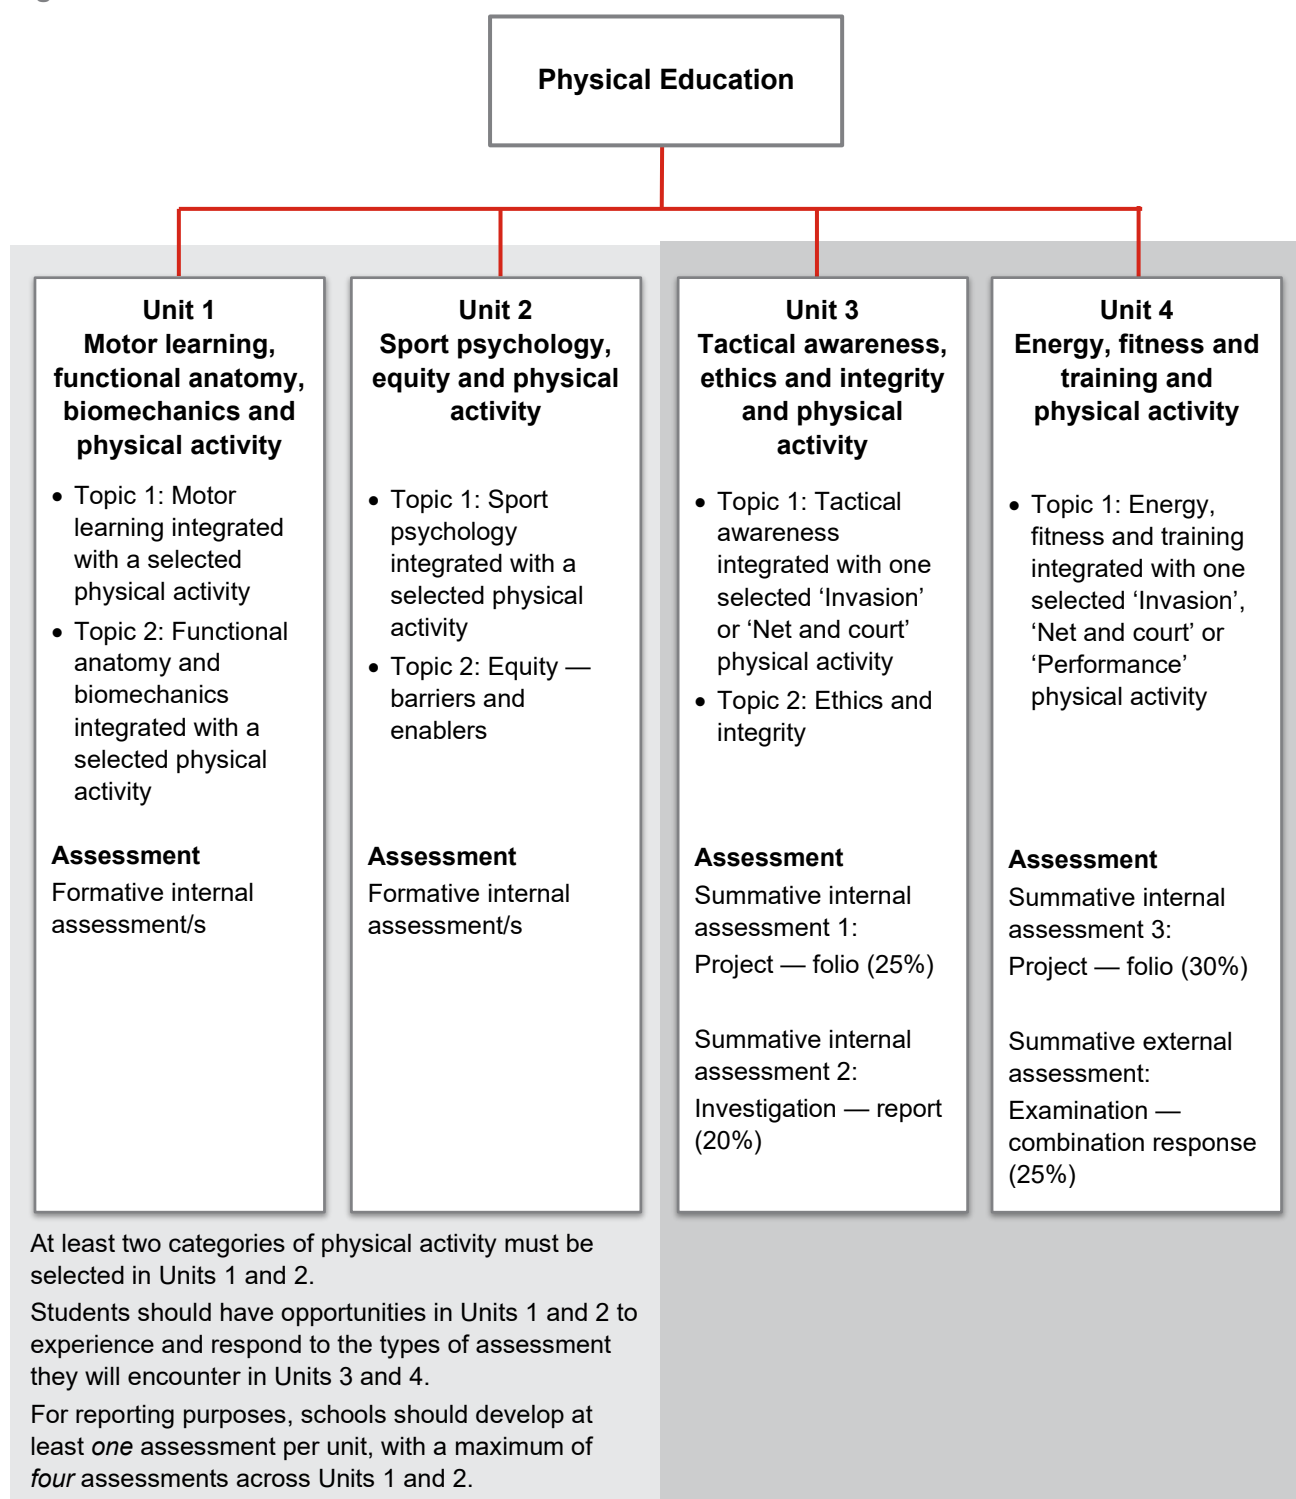 Physical Education
Unit 1
Motor learning,
functional anatomy,
biomechanics and
physical activity
• Topic 1: Motor
learning integrated
with a selected
physical activity
• Topic 2: Functional
anatomy and
biomechanics
integrated with a
selected physical
activity
Assessment
Formative internal
assessment/s
Unit 2
Sport psychology,
equity and physical
activity
• Topic 1: Sport
psychology
integrated with a
selected physical
activity
• Topic 2: Equity —
barriers and
enablers
Assessment
Formative internal
assessment/s
Unit 3
Tactical awareness,
ethics and integrity
and physical
activity
• Topic 1: Tactical
awareness
integrated with one
selected ‘Invasion’
or ‘Net and court’
physical activity
• Topic 2: Ethics and
integrity
Assessment
Summative internal
assessment 1:
Project — folio (25%)
Summative internal
assessment 2:
Investigation — report
(20%)
Unit 4
Energy, fitness and
training and
physical activity
• Topic 1: Energy,
fitness and training
integrated with one
selected ‘Invasion’,
‘Net and court’ or
‘Performance’
physical activity
Assessment
Summative internal
assessment 3:
Project — folio (30%)
Summative external
assessment:
Examination —
combination response
(25%)
At least two categories of physical activity must be
selected in Units 1 and 2.
Students should have opportunities in Units 1 and 2 to
experience and respond to the types of assessment
they will encounter in Units 3 and 4.
For reporting purposes, schools should develop at
least one assessment per unit, with a maximum of
four assessments across Units 1 and 2.